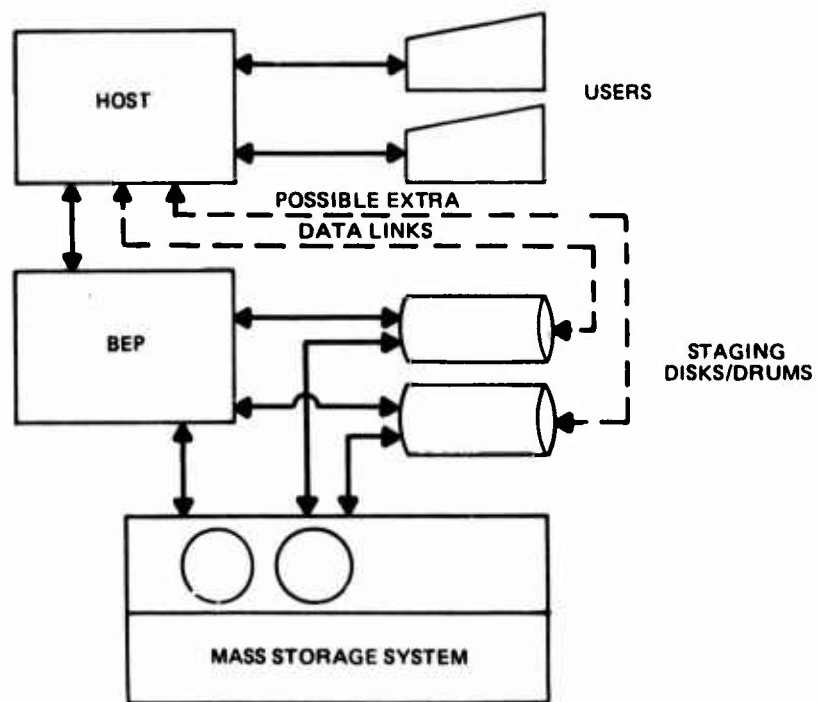 HOST
USERS
POSSIBLE EXTRA
DATA LINKS
BEP
STAGING
DISKS/DRUMS
MASS STORAGE SYSTEM